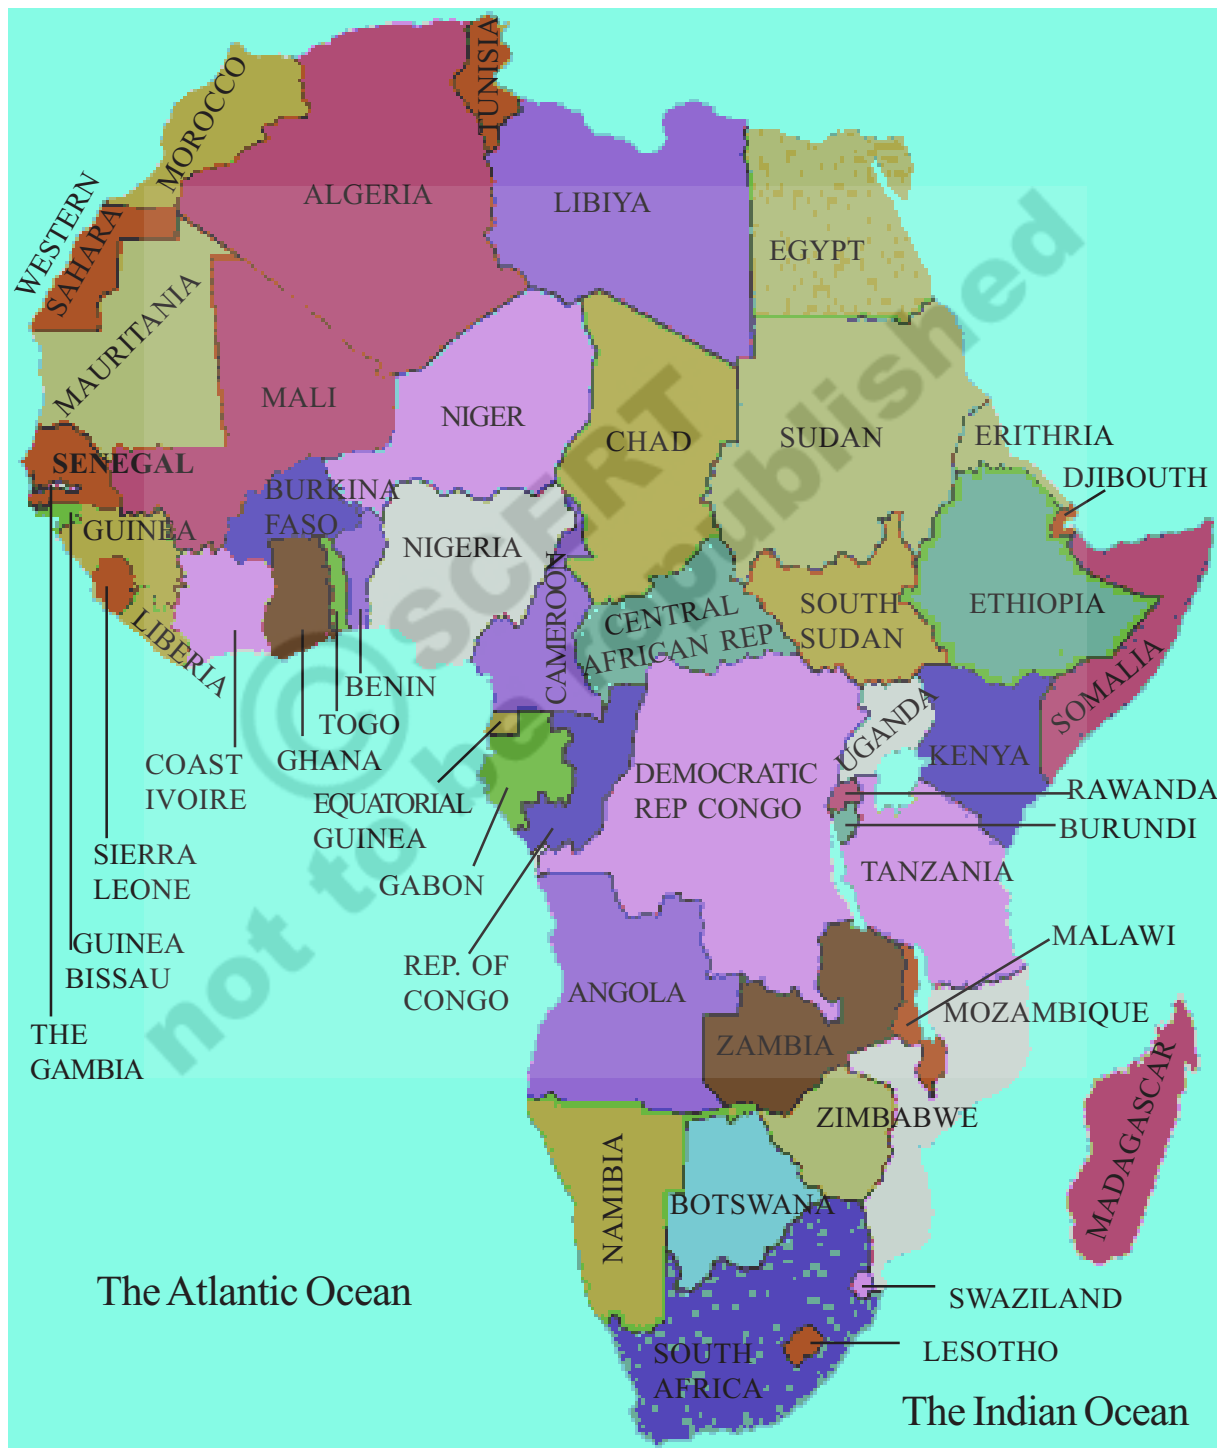 TUNISIA
MOROCCO
ALGERIA
LIBIYA
WESTERN
SAHARA
EGYPT
MAURITANIA
MALI
NIGER
CHAD
SUDAN
ERITHRIA
DJIBOUTH
SENEGAL
BURKINA
FASO
GUINEA
NIGERIA
CAMEROON
CENTRAL
AFRICAN REP
SOUTH
SUDAN
ETHIOPIA
LIBERIA
SOMALIA
BENIN
TOGO
GHANA
COAST
IVOIRE
UGANDA
KENYA
EQUATORIAL
GUINEA
DEMOCRATIC
REP CONGO
RAWANDA
BURUNDI
SIERRA
LEONE
GABON
TANZANIA
GUINEA
BISSAU
REP. OF
CONGO
ANGOLA
MALAWI
MOZAMBIQUE
THE
GAMBIA
ZAMBIA
MADAGASCAR
ZIMBABWE
NAMIBIA
BOTSWANA
The Atlantic Ocean
SWAZILAND
LESOTHO
SOUTH
AFRICA
The Indian Ocean
© SCERT
not to be published